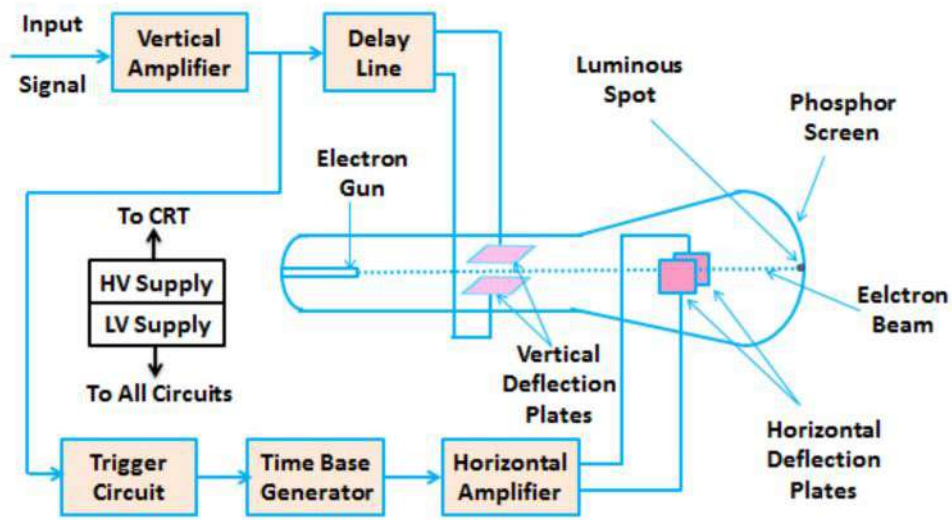 Input
Signal
Vertical
Amplifier
Delay
Line
Luminous
Spot
Phosphor
Screen
Electron
Gun
To CRT
HV Supply
LV Supply
To All Circuits
Eelctron
Beam
Vertical
Deflection
Plates
Horizontal
Deflection
Plates
Trigger
Circuit
Time Base
Generator
Horizontal
Amplifier